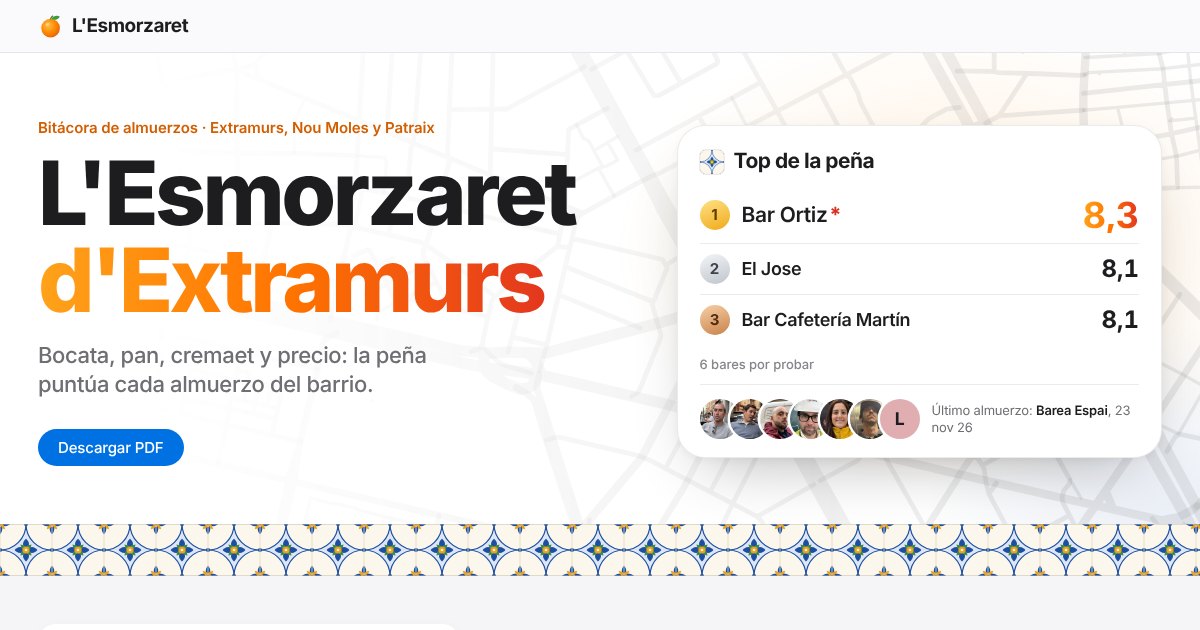 L'Esmorzaret
Bitácora de almuerzos · Extramurs, Nou Moles y Patraix
L'Esmorzaret
d'Extramurs
Bocata, pan, cremaet y precio: la peña
puntúa cada almuerzo del barrio.
Descargar PDF
Top de la peña
1 Bar Ortiz* 8,3
2 El Jose 8,1
3 Bar Cafetería Martín 8,1
6 bares por probar
L
Último almuerzo: Barea Espai, 23
nov 26